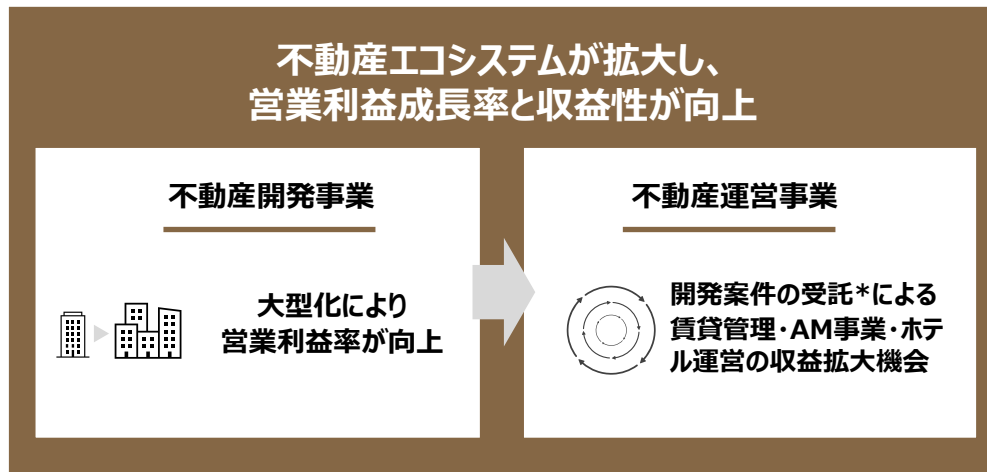 不動産エコシステムが拡大し、
営業利益成長率と収益性が向上
不動産開発事業
大型化により
営業利益率が向上
不動産運営事業
開発案件の受託*による
賃貸管理・AM事業・ホテ
ル運営の収益拡大機会